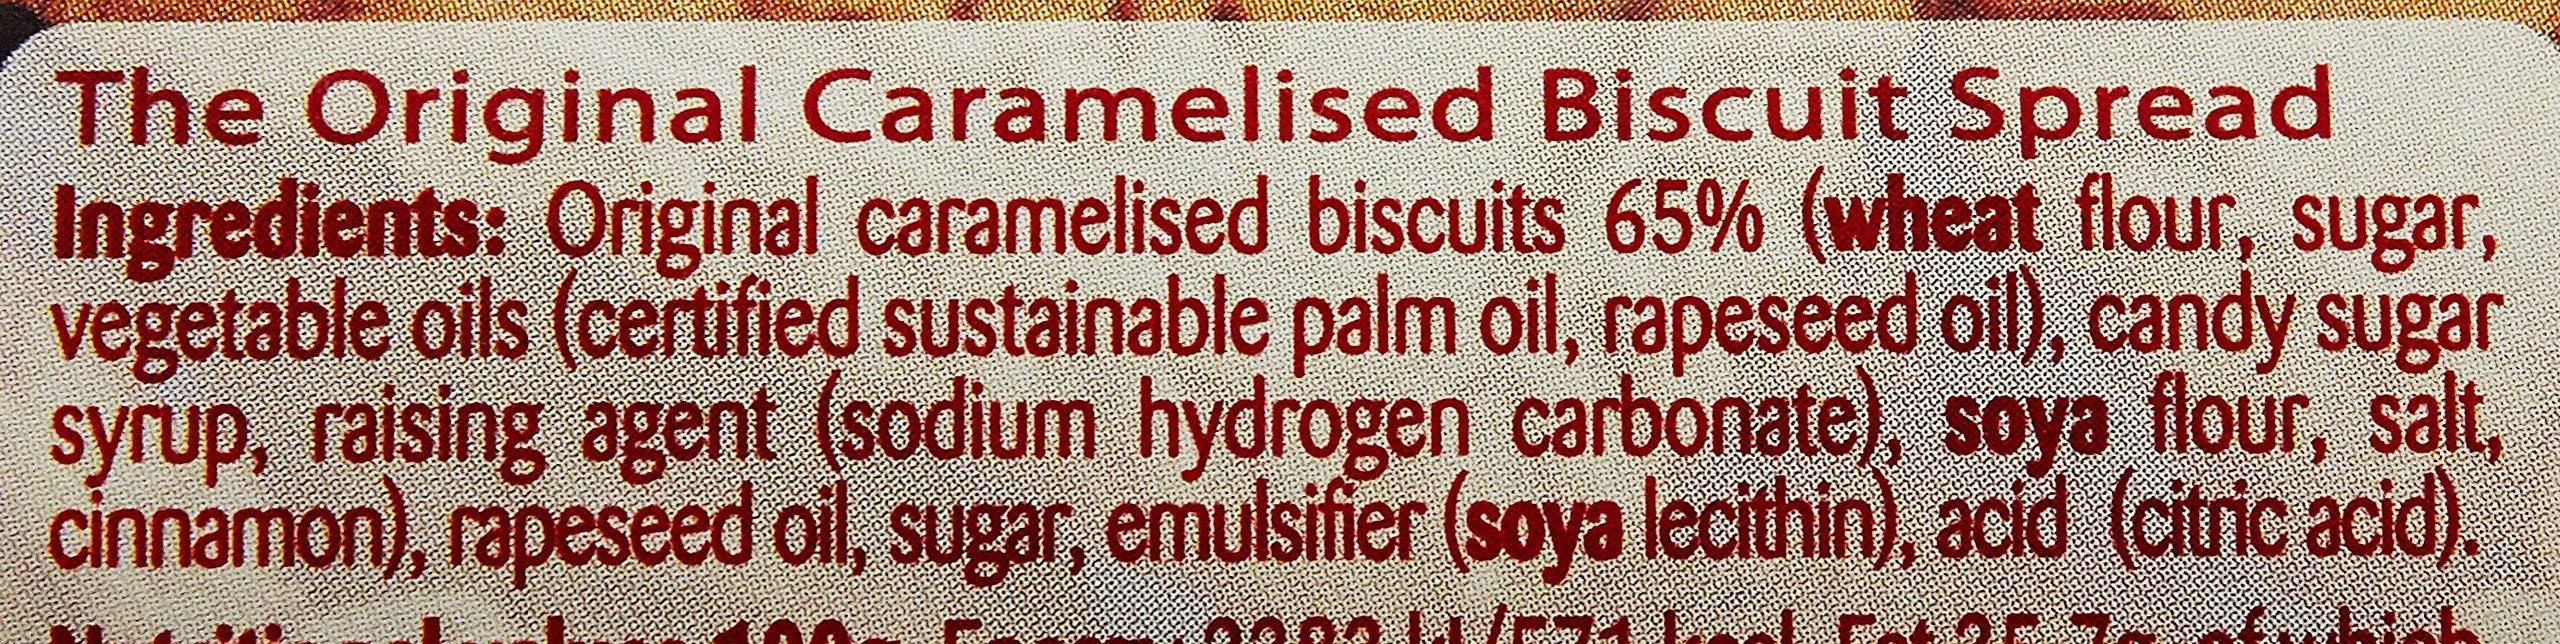 The Original Caramelised Biscuit Spread
Ingredients: Original caramelised biscuits 65% (wheat flour, sugar,
vegetable oils (certified sustainable palm oil, rapeseed oil), candy sugar
syrup, raising agent (sodium hydrogen carbonate), soya flour, salt,
cinnamon), rapeseed oil, sugar, emulsifier (soya lecithin), acid (citric acid).